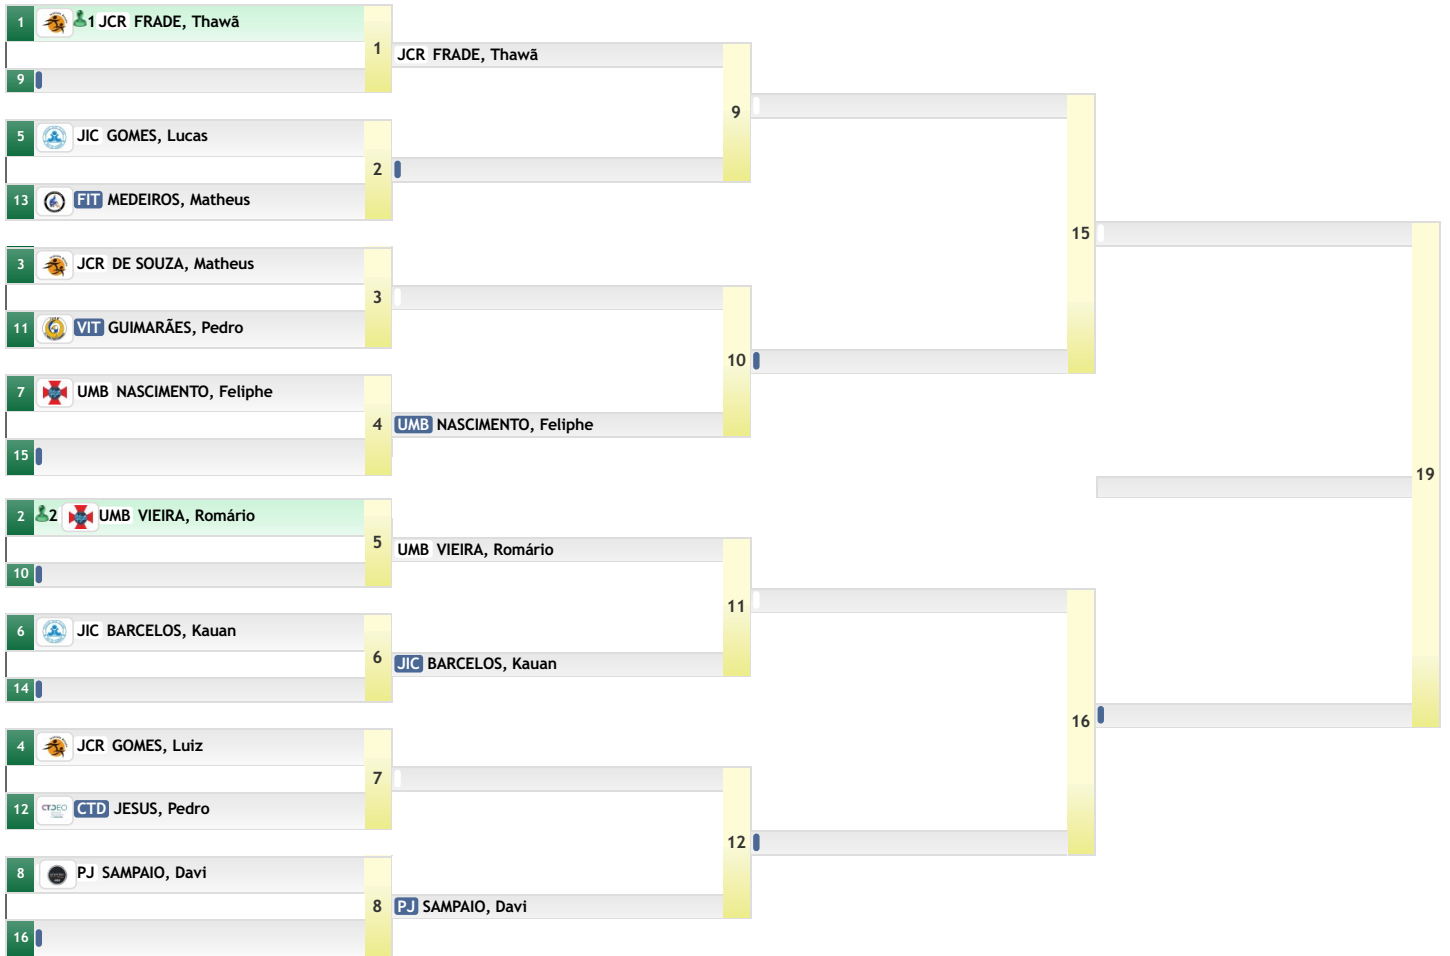 1 1 JCR FRADE, Thawã
1
JCR FRADE, Thawã
9
9
5 JIC GOMES, Lucas
2
13 FIT MEDEIROS, Matheus
3 JCR DE SOUZA, Matheus
3
11 VIT GUIMARÃES, Pedro
10
7 UMB NASCIMENTO, Feliphe
4 UMB NASCIMENTO, Feliphe
15
15
19
2 2 UMB VIEIRA, Romário
5
UMB VIEIRA, Romário
10
11
6 JIC BARCELOS, Kauan
6 JIC BARCELOS, Kauan
14
16
4 JCR GOMES, Luiz
7
12 CTD JESUS, Pedro
12
8 PJ SAMPAIO, Davi
8 PJ SAMPAIO, Davi
16